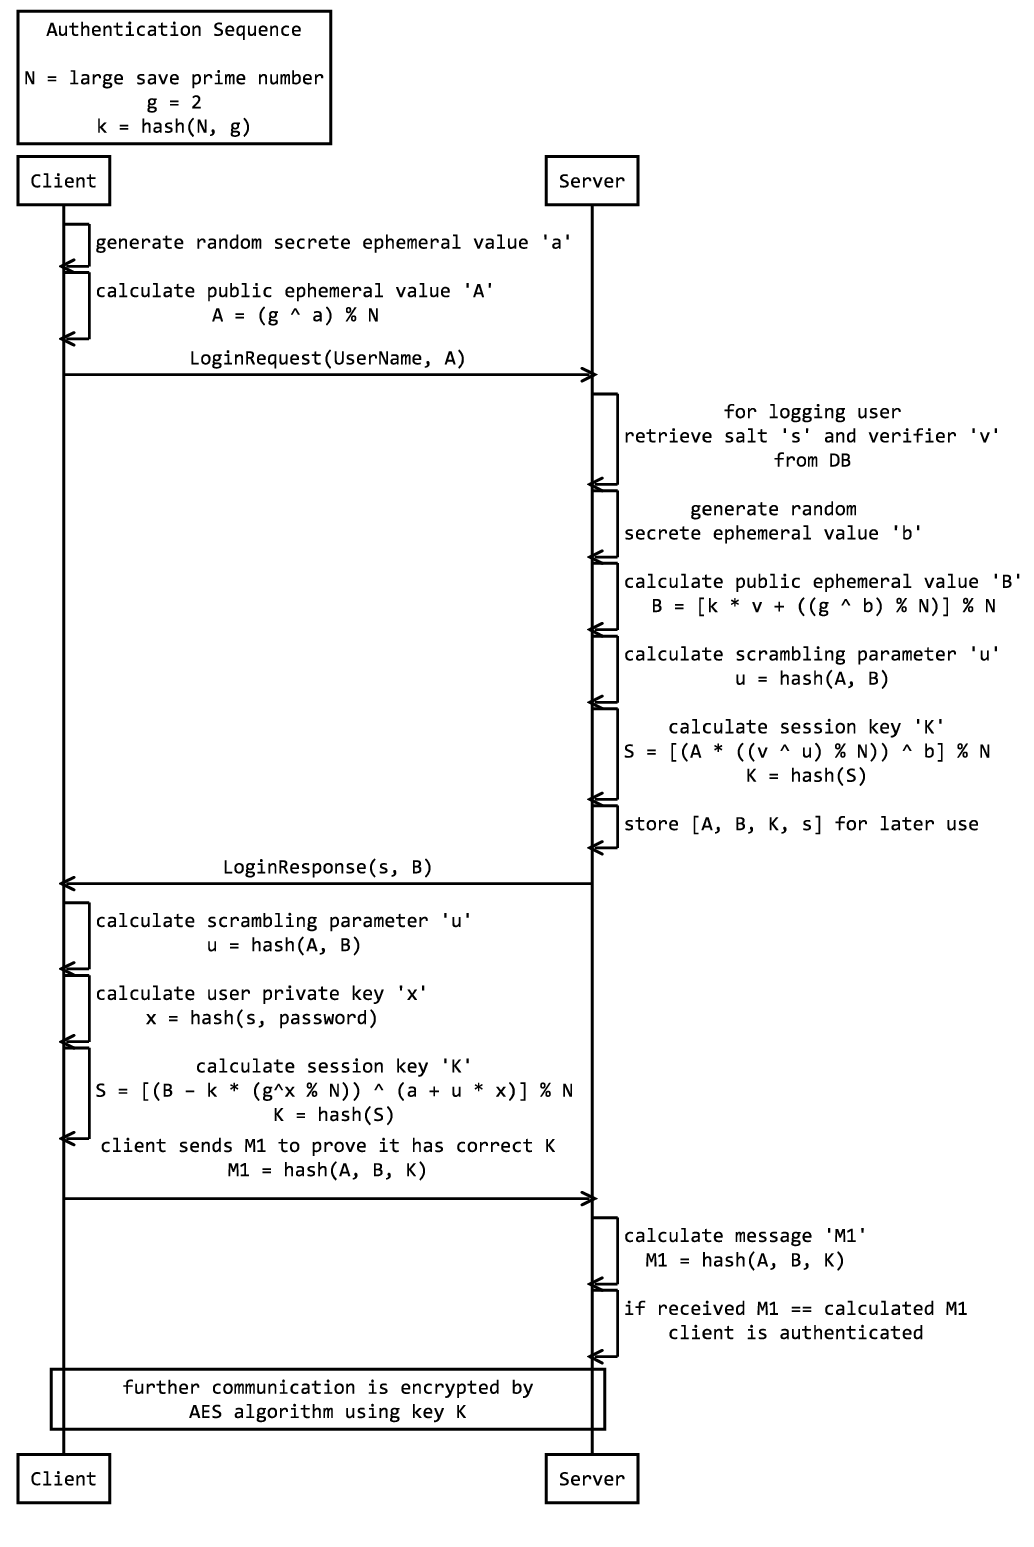 Authentication Sequence
N = large save prime number
g = 2
k = hash(N, g)
Client
Server
generate random secrete ephemeral value 'a'
calculate public ephemeral value 'A'
A = (g ^ a) % N
LoginRequest(UserName, A)
for logging user
retrieve salt 's' and verifier 'v'
from DB
generate random
secrete ephemeral value 'b'
calculate public ephemeral value 'B'
B = [k * v + ((g ^ b) % N)] % N
calculate scrambling parameter 'u'
u = hash(A, B)
calculate session key 'K'
S = [(A * ((v ^ u) % N)) ^ b] % N
K = hash(S)
store [A, B, K, s] for later use
LoginResponse(s, B)
calculate scrambling parameter 'u'
u = hash(A, B)
calculate user private key 'x'
x = hash(s, password)
calculate session key 'K'
S = [(B – k * (g^x % N)) ^ (a + u * x)] % N
K = hash(S)
client sends M1 to prove it has correct K
M1 = hash(A, B, K)
calculate message 'M1'
M1 = hash(A, B, K)
if received M1 == calculated M1
client is authenticated
further communication is encrypted by
AES algorithm using key K
Client
Server